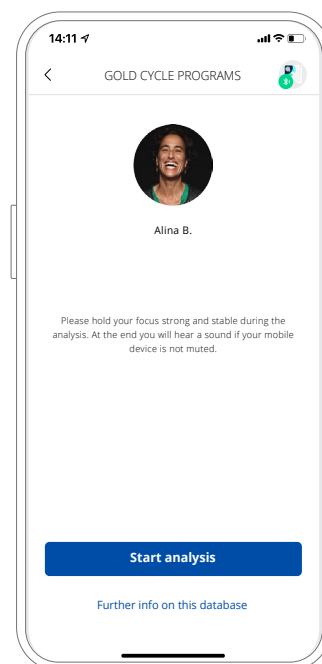 14:11
GOLD CYCLE PROGRAMS
Alina B.
Please hold your focus strong and stable during the
analysis. At the end you will hear a sound if your mobile
device is not muted.
Start analysis
Further info on this database